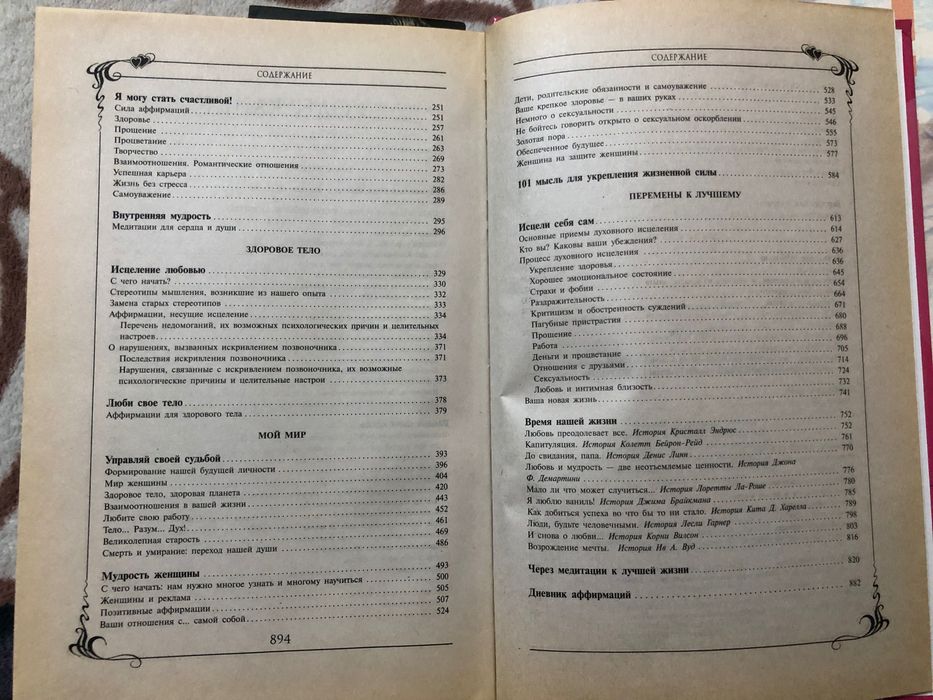 СОДЕРЖАНИЕ
Я могу стать счастливой! 251
Сила аффирмаций 251
Здоровье 257
Прощение 261
Процветание 263
Творчество 269
Взаимоотношения. Романтические отношения 273
Успешная карьера 282
Жизнь без стресса 286
Самоуважение 289
Внутренняя мудрость 295
Медитации для сердца и души 296
ЗДОРОВОЕ ТЕЛО
Исцеление любовью 329
С чего начать? 330
Стереотипы мышления, возникшие из нашего опыта 332
Замена старых стереотипов 333
Аффирмации, несущие исцеление 334
Перечень недомоганий, их возможных психологических причин и целительных
настроев 334
О нарушениях, вызванных искривлением позвоночника 371
Последствия искривления позвоночника 371
Нарушения, связанные с искривлением позвоночника, их возможные
психологические причины и целительные настрои 373
Люби свое тело 378
Аффирмации для здорового тела 379
МОЙ МИР
Управляй своей судьбой 393
Формирование нашей будущей личности 396
Мир женщины 404
Здоровое тело, здоровая планета 420
Взаимоотношения в вашей жизни 443
Любите свою работу 452
Тело... Разум... Дух! 461
Великолепная старость 469
Смерть и умирание: переход нашей души 486
Мудрость женщины 493
С чего начать: нам нужно многое узнать и многому научиться 500
Женщины и реклама 505
Позитивные аффирмации 507
Ваши отношения с... самой собой 524
894
СОДЕРЖАНИЕ
Дети, родительские обязанности и самоуважение 528
Ваше крепкое здоровье — в ваших руках 533
Немного о сексуальности 545
Не бойтесь говорить открыто о сексуальном оскорблении 546
Золотая пора 555
Обеспеченное будущее 573
Женщина на защите женщины 577
101 мысль для укрепления жизненной силы 584
ПЕРЕМЕНЫ К ЛУЧШЕМУ
Исцели себя сам 613
Основные приемы духовного исцеления 614
Кто вы? Каковы ваши убеждения? 627
Процесс духовного исцеления 636
Укрепление здоровья 636
Хорошее эмоциональное состояние 645
Страхи и фобии 654
Раздражительность 664
Критицизм и обостренность суждений 671
Пагубные пристрастия 680
Прощение 688
Работа 696
Деньги и процветание 705
Отношения с друзьями 714
Сексуальность 724
Любовь и интимная близость 732
Ваша новая жизнь 741
Время нашей жизни 752
Любовь преодолевает все. История Кристалл Эндрюс 752
Капитуляция. История Колетт Бейрон-Рейд 761
До свидания, папа. История Денис Линн 770
Любовь и мудрость — две неотъемлемые ценности. История Джона
Ф. Демартини 776
Мало ли что может случиться... История Лоретты Ла-Роше 780
Я люблю ваниль! История Джима Брайкмана 785
Как добиться успеха во что бы то ни стало. История Кита Д. Харелла 789
Люди, будьте человечными. История Лесли Гарнер 798
И снова о любви... История Корни Вилсон 803
Возрождение мечты. История Ив А. Вуд 816
Через медитации к лучшей жизни 820
Дневник аффирмаций 882